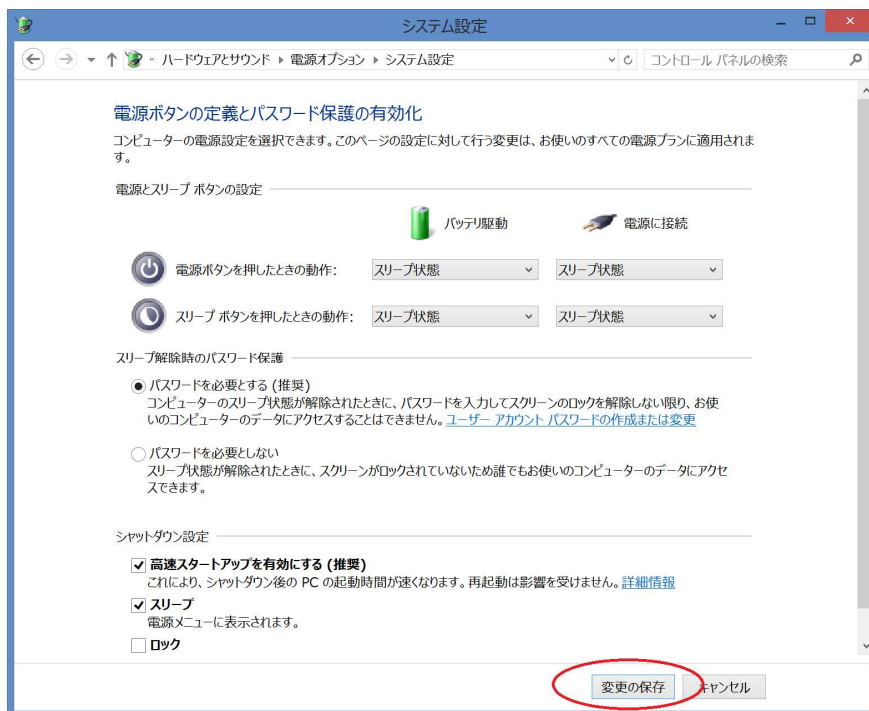 システム設定
ハードウェアとサウンド ▸ 電源オプション ▸ システム設定
コントロール パネルの検索
電源ボタンの定義とパスワード保護の有効化
コンピューターの電源設定を選択できます。このページの設定に対して行う変更は、お使いのすべての電源プランに適用されま
す。
電源とスリープ ボタンの設定
バッテリ駆動 電源に接続
電源ボタンを押したときの動作: スリープ状態 スリープ状態
スリープ ボタンを押したときの動作: スリープ状態 スリープ状態
スリープ解除時のパスワード保護
パスワードを必要とする (推奨)
コンピューターのスリープ状態が解除されたときに、パスワードを入力してスクリーンのロックを解除しない限り、お使
いのコンピューターのデータにアクセスすることはできません。ユーザー アカウント パスワードの作成または変更
パスワードを必要としない
スリープ状態が解除されたときに、スクリーンがロックされていないため誰でもお使いのコンピューターのデータにアクセ
スできます。
シャットダウン設定
高速スタートアップを有効にする (推奨)
これにより、シャットダウン後の PC の起動時間が速くなります。再起動は影響を受けません。詳細情報
スリープ
電源メニューに表示されます。
ロック
変更の保存 キャンセル